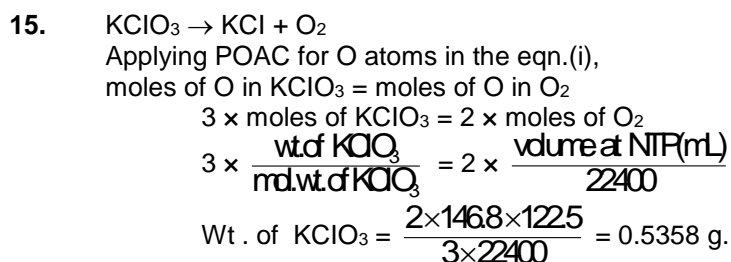 15. KClO₃ → KCl + O₂
Applying POAC for O atoms in the eqn.(i),
moles of O in KClO₃ = moles of O in O₂
3 × moles of KClO₃ = 2 × moles of O₂
3 × wt.of KClO₃ / mol.wt.of KClO₃ = 2 × volume at NTP(mL) / 22400
Wt . of KClO₃ = 2×146.8×122.5 / 3×22400 = 0.5358 g.